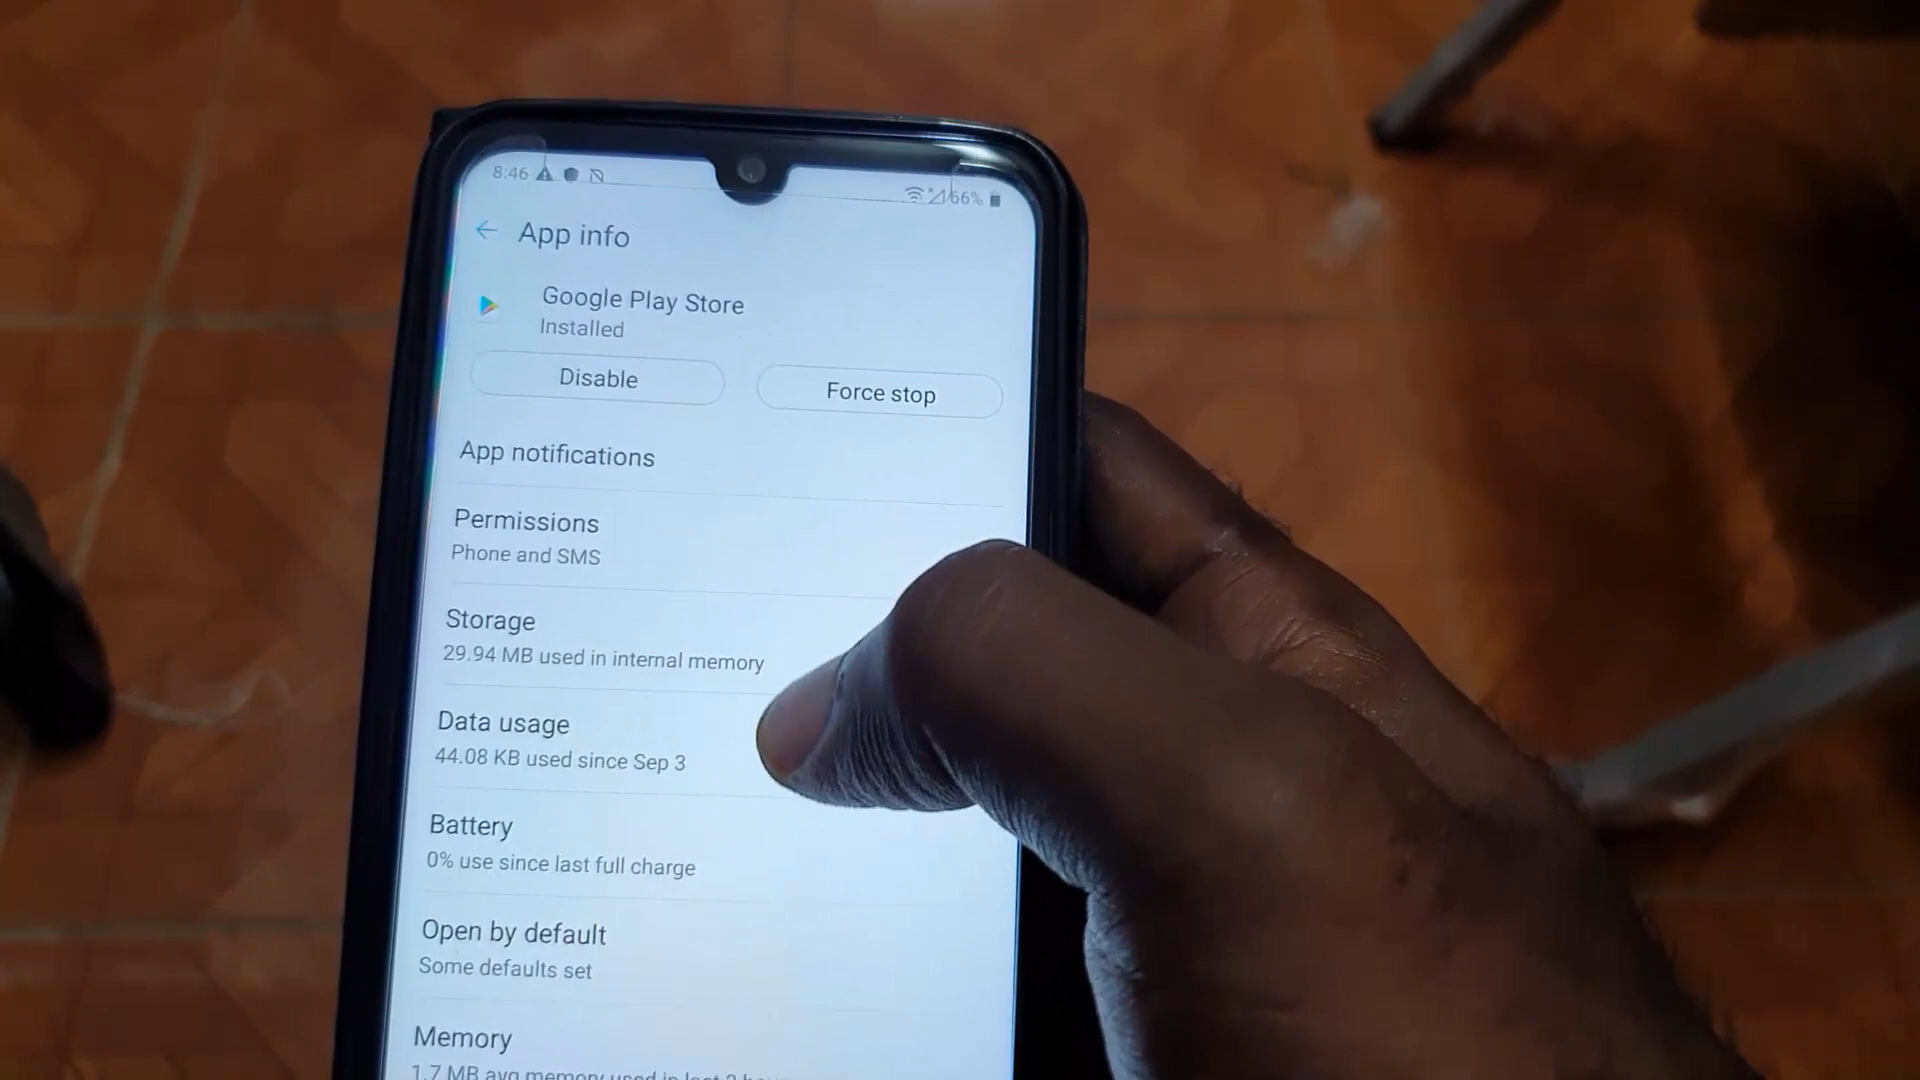 8:46
66%
App info
Google Play Store
Installed
Disable
Force stop
App notifications
Permissions
Phone and SMS
Storage
29.94 MB used in internal memory
Data usage
44.08 KB used since Sep 3
Battery
0% use since last full charge
Open by default
Some defaults set
Memory
1.7 MB avg memory used in last 3